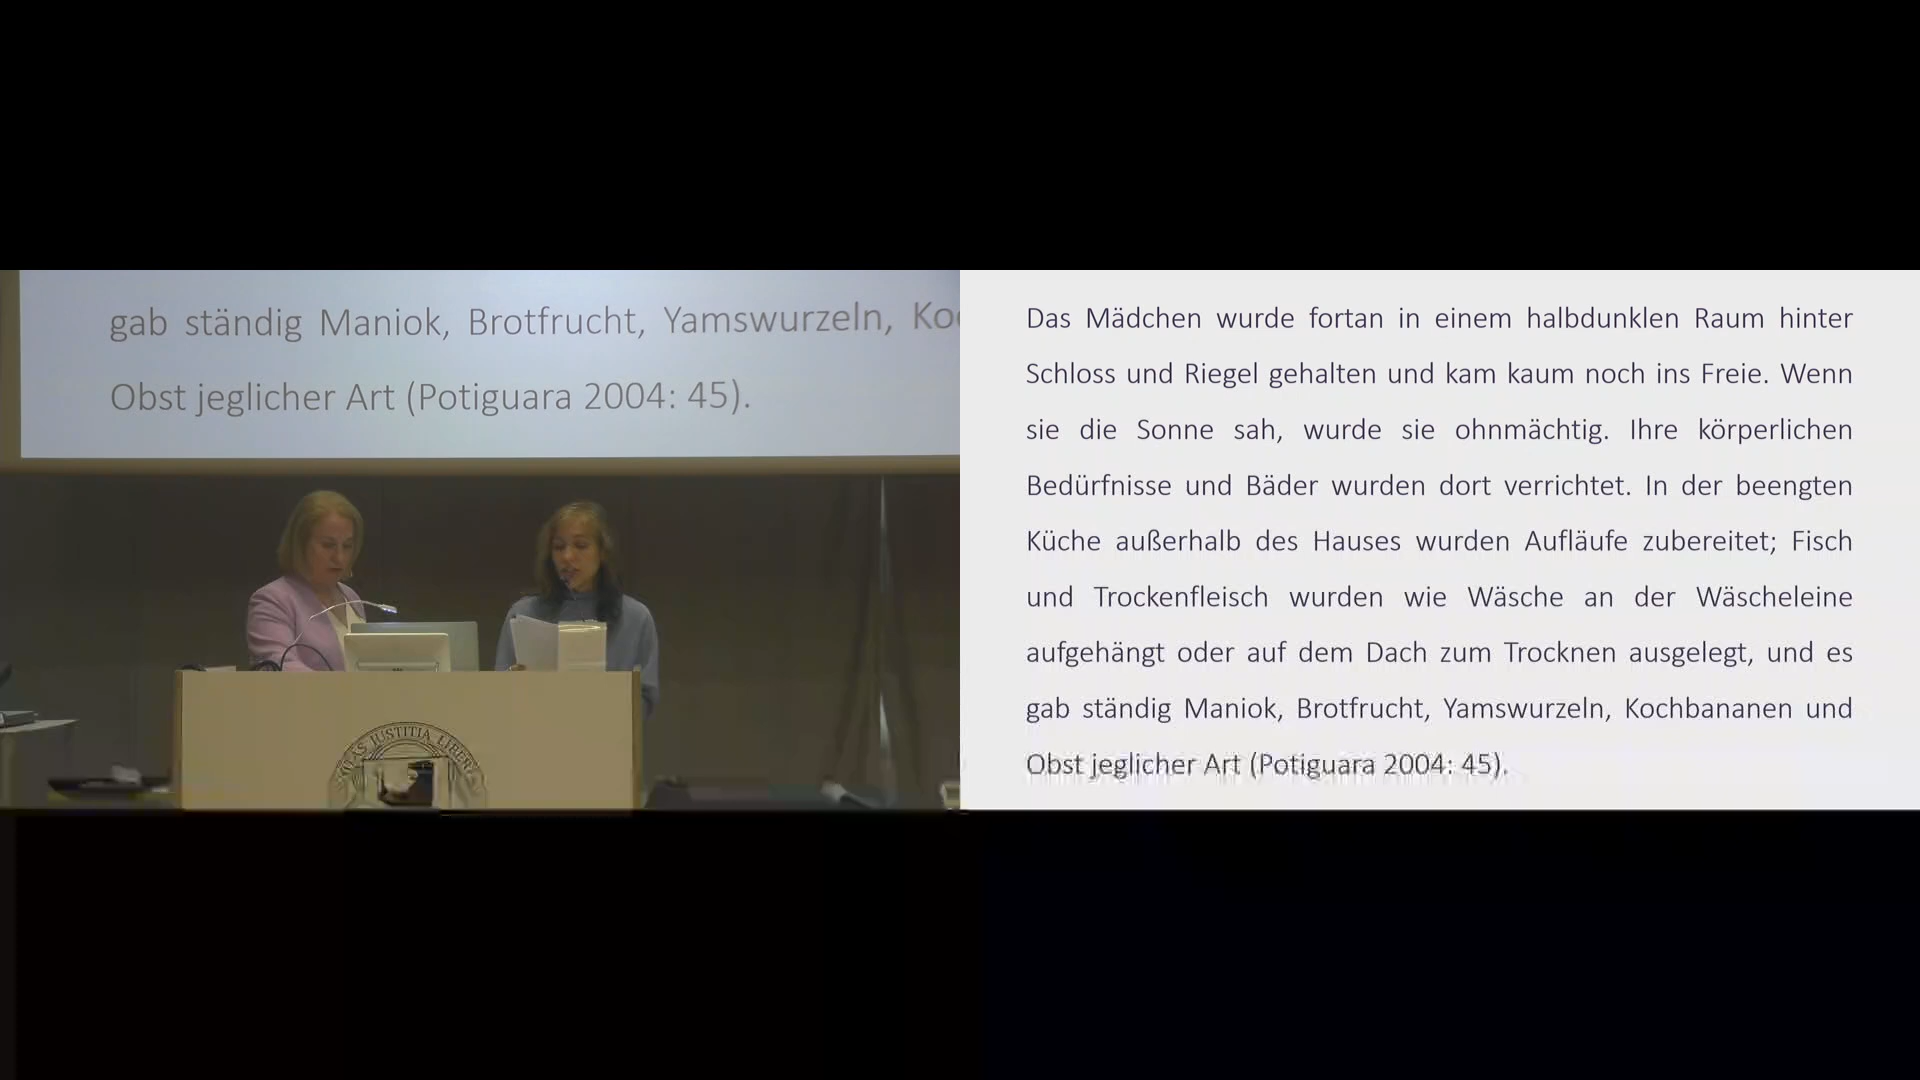 gab ständig Maniok, Brotfrucht, Yamswurzeln, Ko
Obst jeglicher Art (Potiguara 2004: 45).
JUSTITIA
Das Mädchen wurde fortan in einem halbdunklen Raum hinter
Schloss und Riegel gehalten und kam kaum noch ins Freie. Wenn
sie die Sonne sah, wurde sie ohnmächtig. Ihre körperlichen
Bedürfnisse und Bäder wurden dort verrichtet. In der beengten
Küche außerhalb des Hauses wurden Aufläufe zubereitet; Fisch
und Trockenfleisch wurden wie Wäsche an der Wäscheleine
aufgehängt oder auf dem Dach zum Trocknen ausgelegt, und es
gab ständig Maniok, Brotfrucht, Yamswurzeln, Kochbananen und
Obst jeglicher Art (Potiguara 2004: 45).